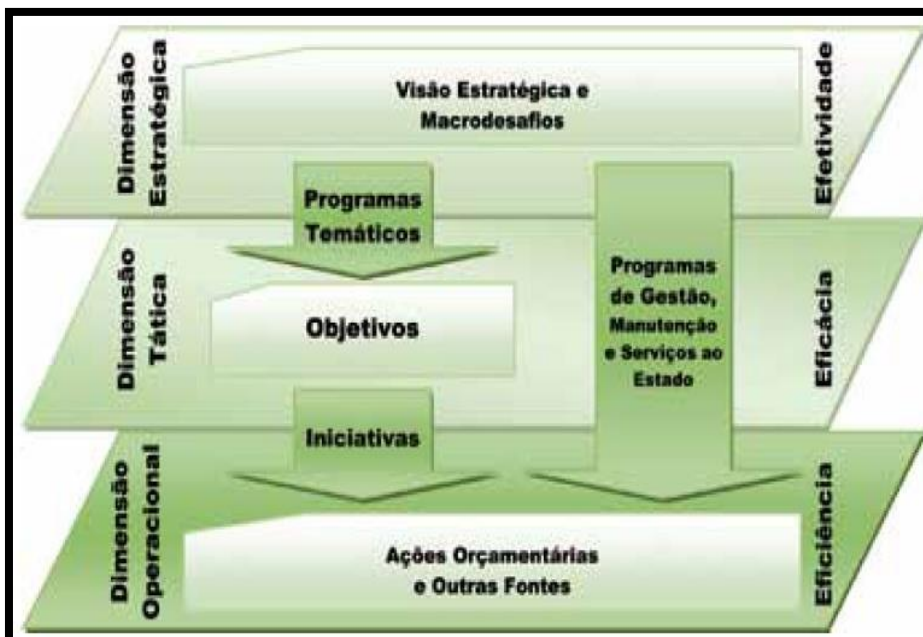 Dimensão
Estratégica
Visão Estratégica e
Macrodesafios
Efetividade
Programas
Temáticos
Dimensão
Tática
Objetivos
Programas
de Gestão,
Manutenção
e Serviços ao
Estado
Eficácia
Iniciativas
Dimensão
Operacional
Ações Orçamentárias
e Outras Fontes
Eficiência